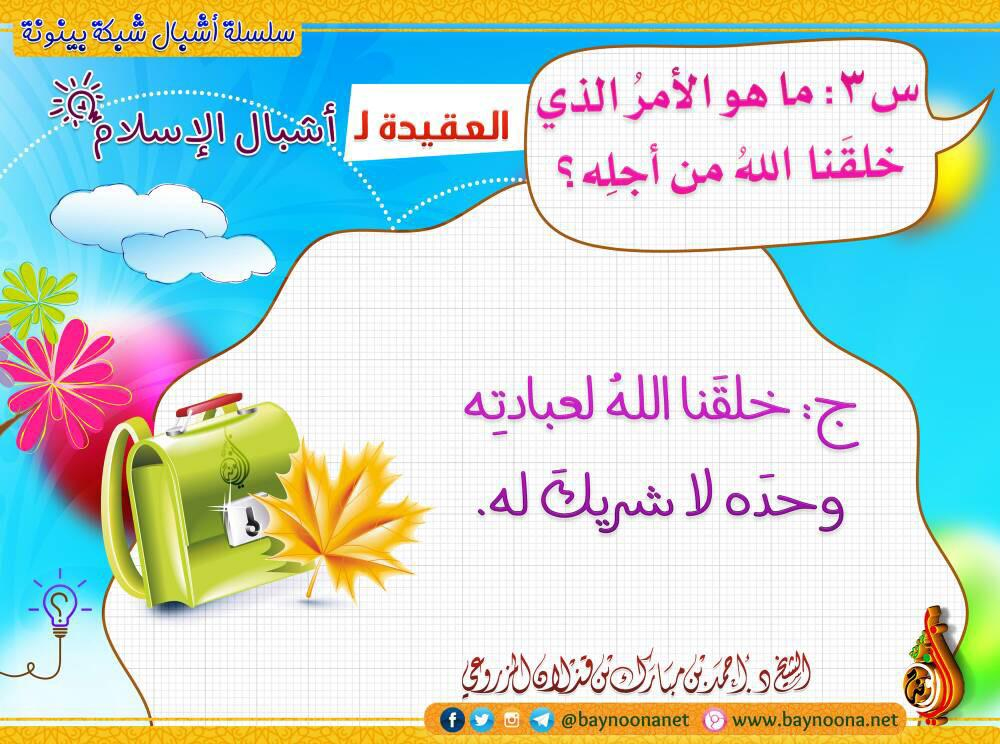 سلسلة أشبال شبكة بينونة
العقيدة لـ أشبال الإسلام
س٣: ما هو الأمرُ الذي
خلقَنا اللهُ من أجلِه؟
ج: خلقَنا اللهُ لعبادتِه
وحدَه لا شريكَ له.
الشيخ د. أحمد بن مبارك بن قذلان المزروعي
@baynoonanet www.baynoona.net